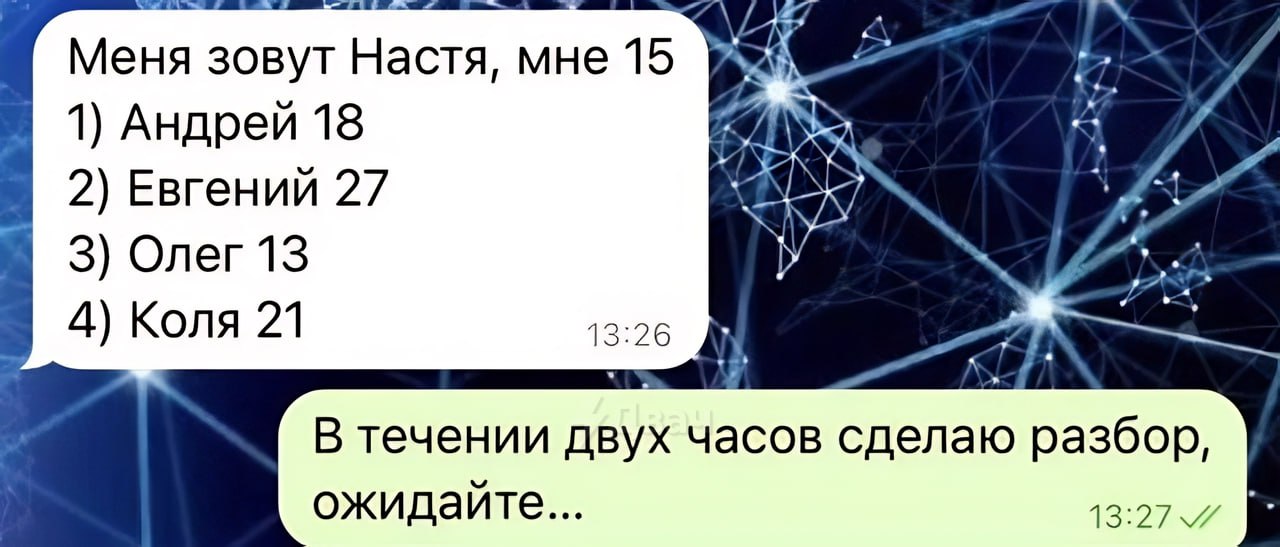 Меня зовут Настя, мне 15
1) Андрей 18
2) Евгений 27
3) Олег 13
4) Коля 21
13:26
Двач
В течении двух часов сделаю разбор,
ожидайте...
13:27